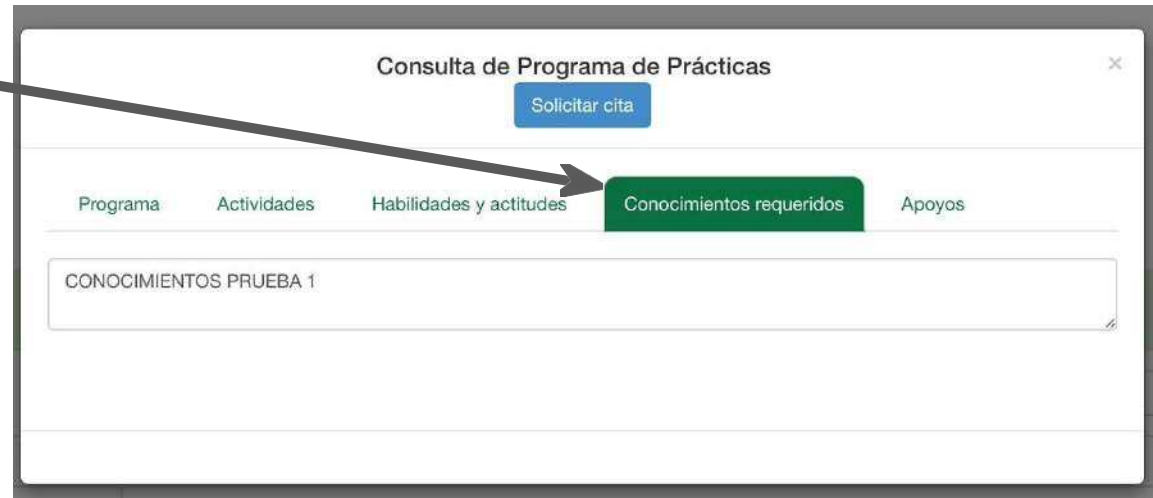 Consulta de Programa de Prácticas
×
Solicitar cita
Programa Actividades Habilidades y actitudes Conocimientos requeridos Apoyos
CONOCIMIENTOS PRUEBA 1